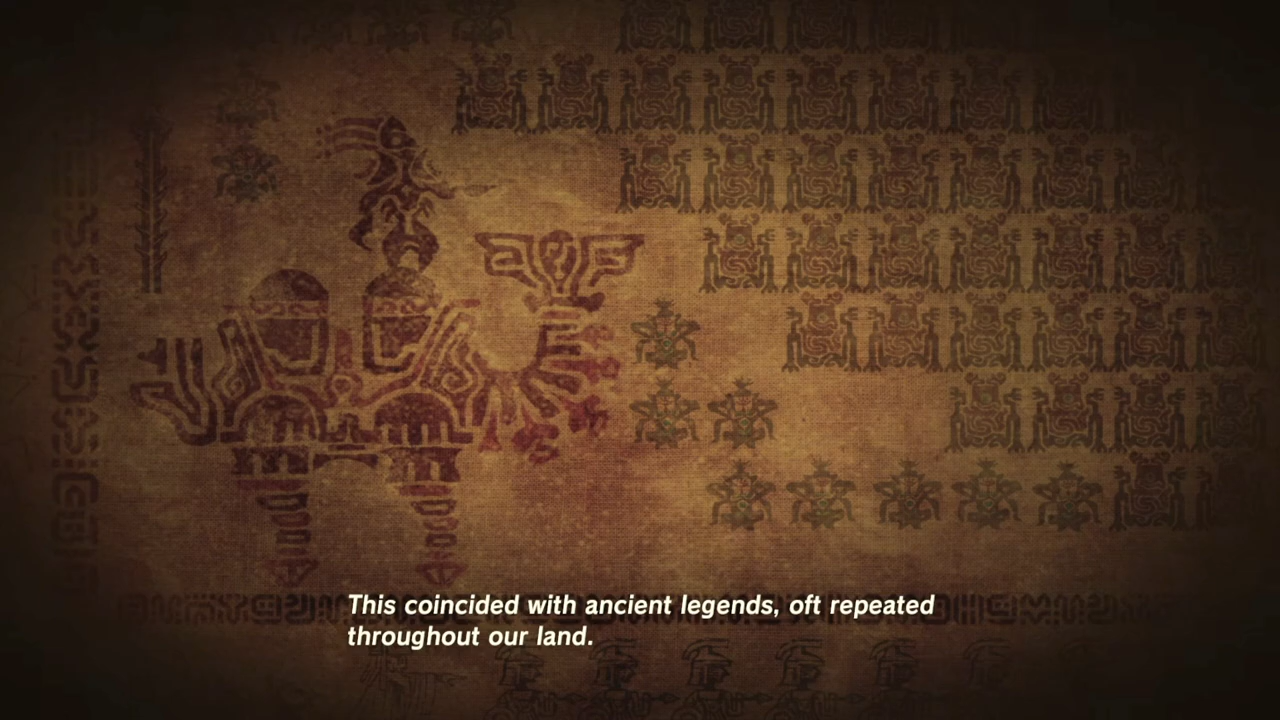 This coincided with ancient legends, oft repeated
throughout our land.